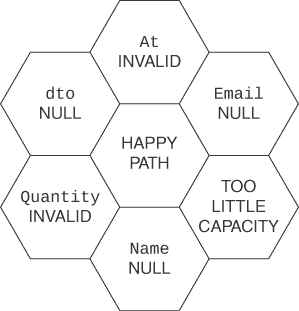 At
INVALID
dto
NULL
Email
NULL
HAPPY
PATH
Quantity
INVALID
TOO
LITTLE
CAPACITY
Name
NULL